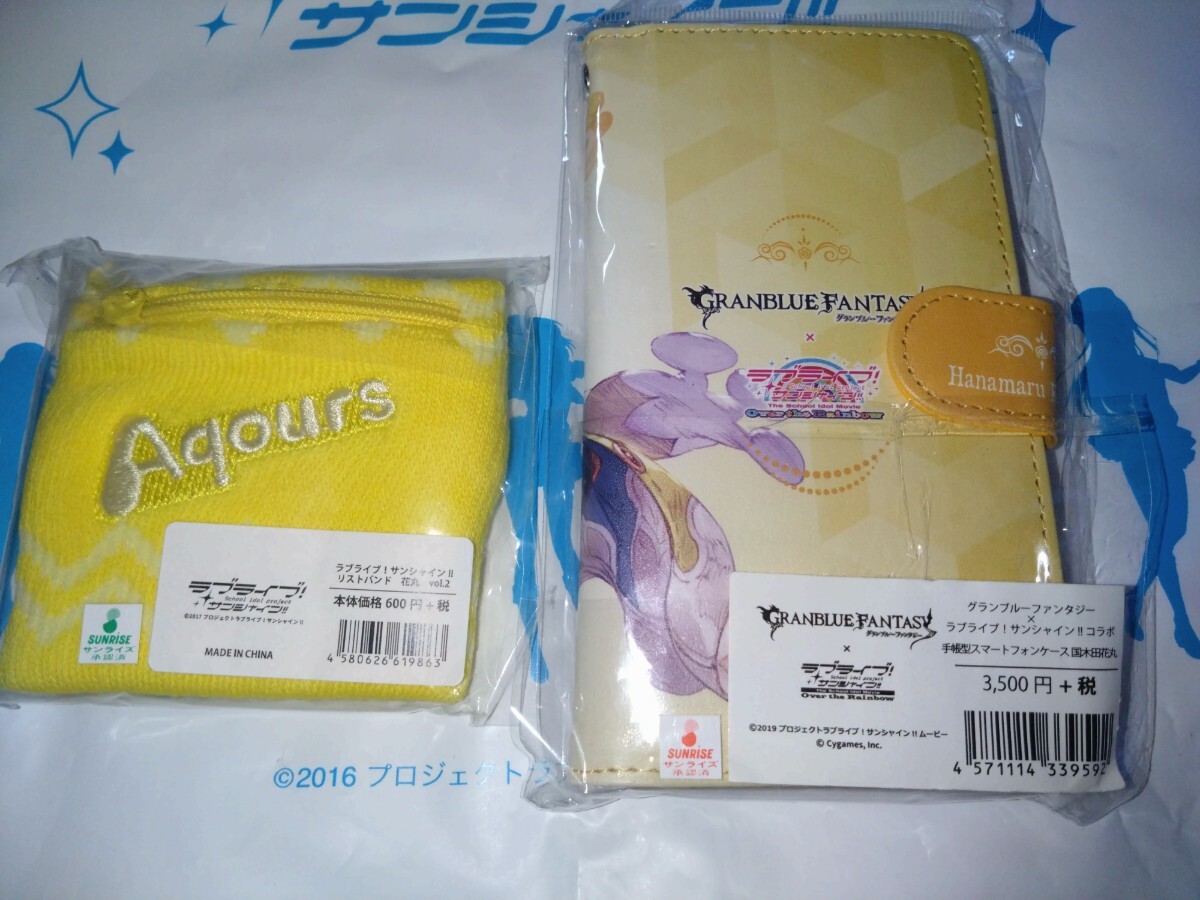 サンシャイン!!
Aqours
ラブライブ!
School idol project
サンシャイン!!
©2017 プロジェクトラブライブ!サンシャイン!!
SUNRISE
サンライズ
承認済
MADE IN CHINA
ラブライブ!サンシャイン!!
リストバンド 花丸 vol.2
本体価格 600円+税
4 580626 619863
©2016 プロジェクトラ
GRANBLUE FANTASY
グランブルーファン
×
ラブライブ!
サンシャイン!!
The School Idol Movie
Over the Rainbow
Hanamaru
GRANBLUE FANTASY
グランブルーファンタジー
×
ラブライブ!
School idol project
サンシャイン!!
The School Idol Movie
Over the Rainbow
グランブルーファンタジー
×
ラブライブ!サンシャイン!!コラボ
手帳型スマートフォンケース 国木田花丸
3,500円+税
©2019 プロジェクトラブライブ!サンシャイン!!ムービー
© Cygames, Inc.
4 571114 339592
SUNRISE
サンライズ
承認済